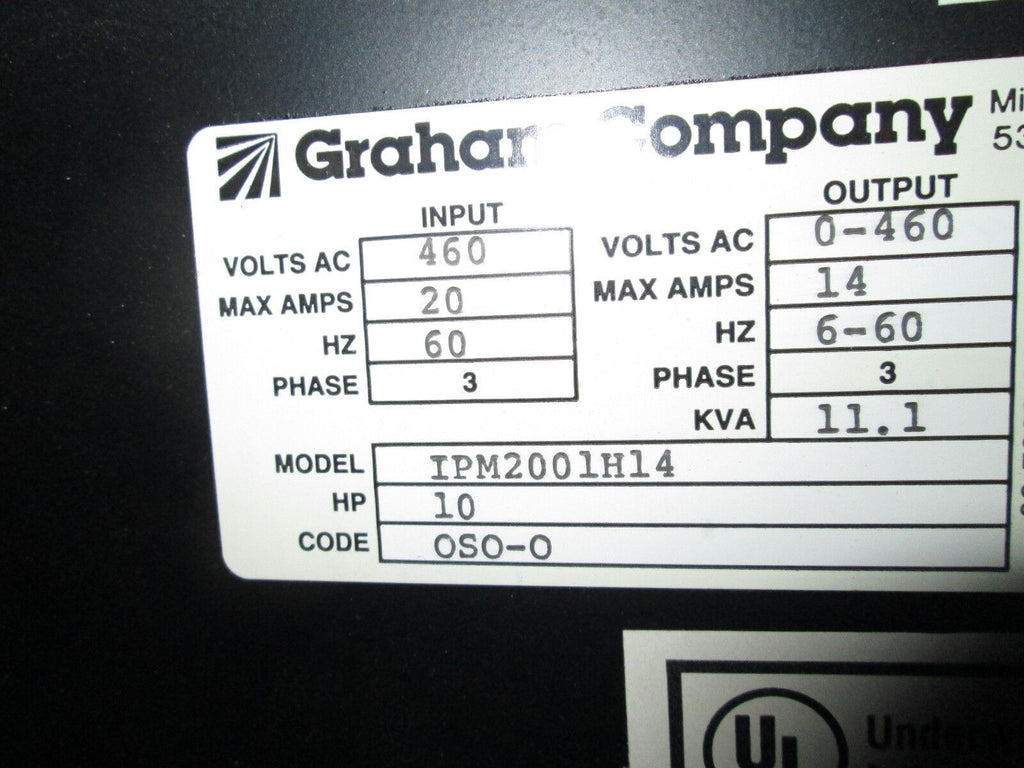 Graham Company
INPUT
VOLTS AC 460
MAX AMPS 20
HZ 60
PHASE 3
OUTPUT
VOLTS AC 0-460
MAX AMPS 14
HZ 6-60
PHASE 3
KVA 11.1
MODEL IPM2001H14
HP 10
CODE OSO-O
UL